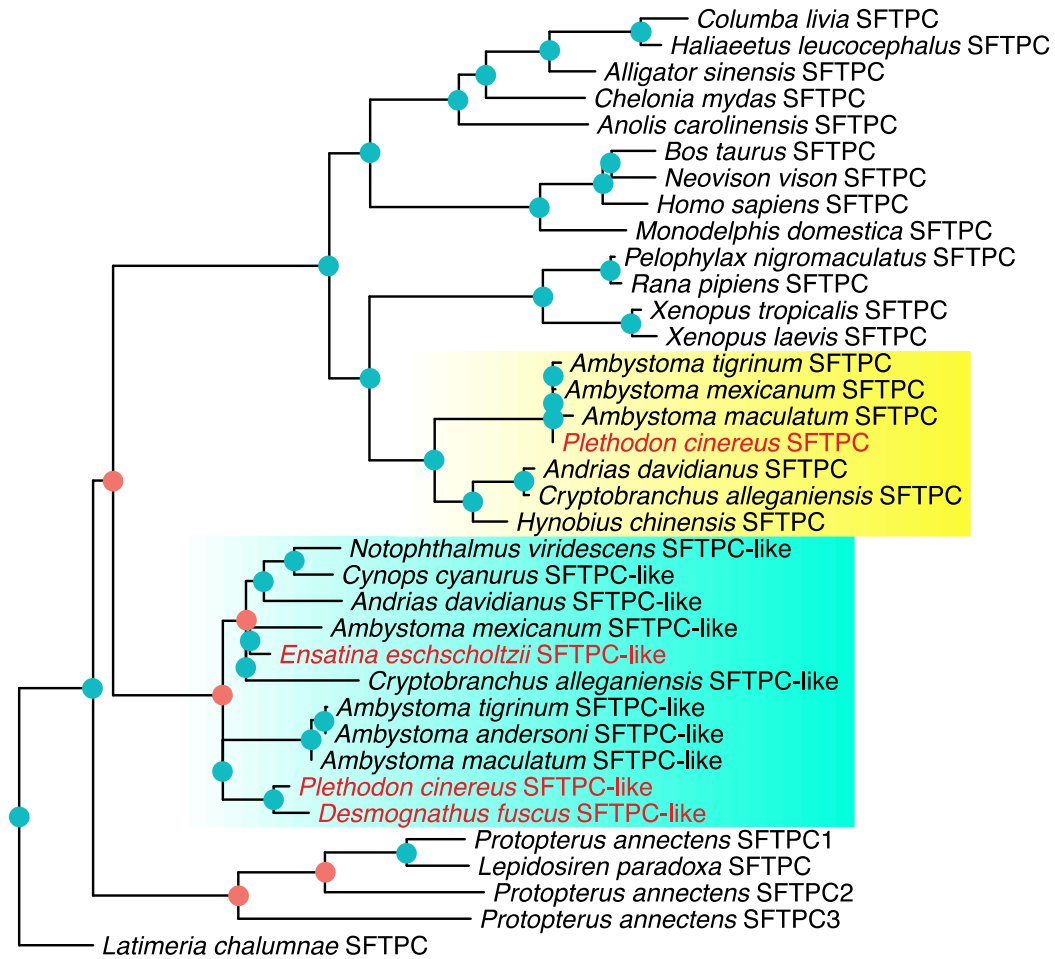 Columba livia SFTPC
Haliaeetus leucocephalus SFTPC
Alligator sinensis SFTPC
Chelonia mydas SFTPC
Anolis carolinensis SFTPC
Bos taurus SFTPC
Neovison vison SFTPC
Homo sapiens SFTPC
Monodelphis domestica SFTPC
Pelophylax nigromaculatus SFTPC
Rana pipiens SFTPC
Xenopus tropicalis SFTPC
Xenopus laevis SFTPC
Ambystoma tigrinum SFTPC
Ambystoma mexicanum SFTPC
Ambystoma maculatum SFTPC
Plethodon cinereus SFTPC
Andrias davidianus SFTPC
Cryptobranchus alleganiensis SFTPC
Hynobius chinensis SFTPC
Notophthalmus viridescens SFTPC-like
Cynops cyanurus SFTPC-like
Andrias davidianus SFTPC-like
Ambystoma mexicanum SFTPC-like
Ensatina eschscholtzii SFTPC-like
Cryptobranchus alleganiensis SFTPC-like
Ambystoma tigrinum SFTPC-like
Ambystoma andersoni SFTPC-like
Ambystoma maculatum SFTPC-like
Plethodon cinereus SFTPC-like
Desmognathus fuscus SFTPC-like
Protopterus annectens SFTPC1
Lepidosiren paradoxa SFTPC
Protopterus annectens SFTPC2
Protopterus annectens SFTPC3
Latimeria chalumnae SFTPC